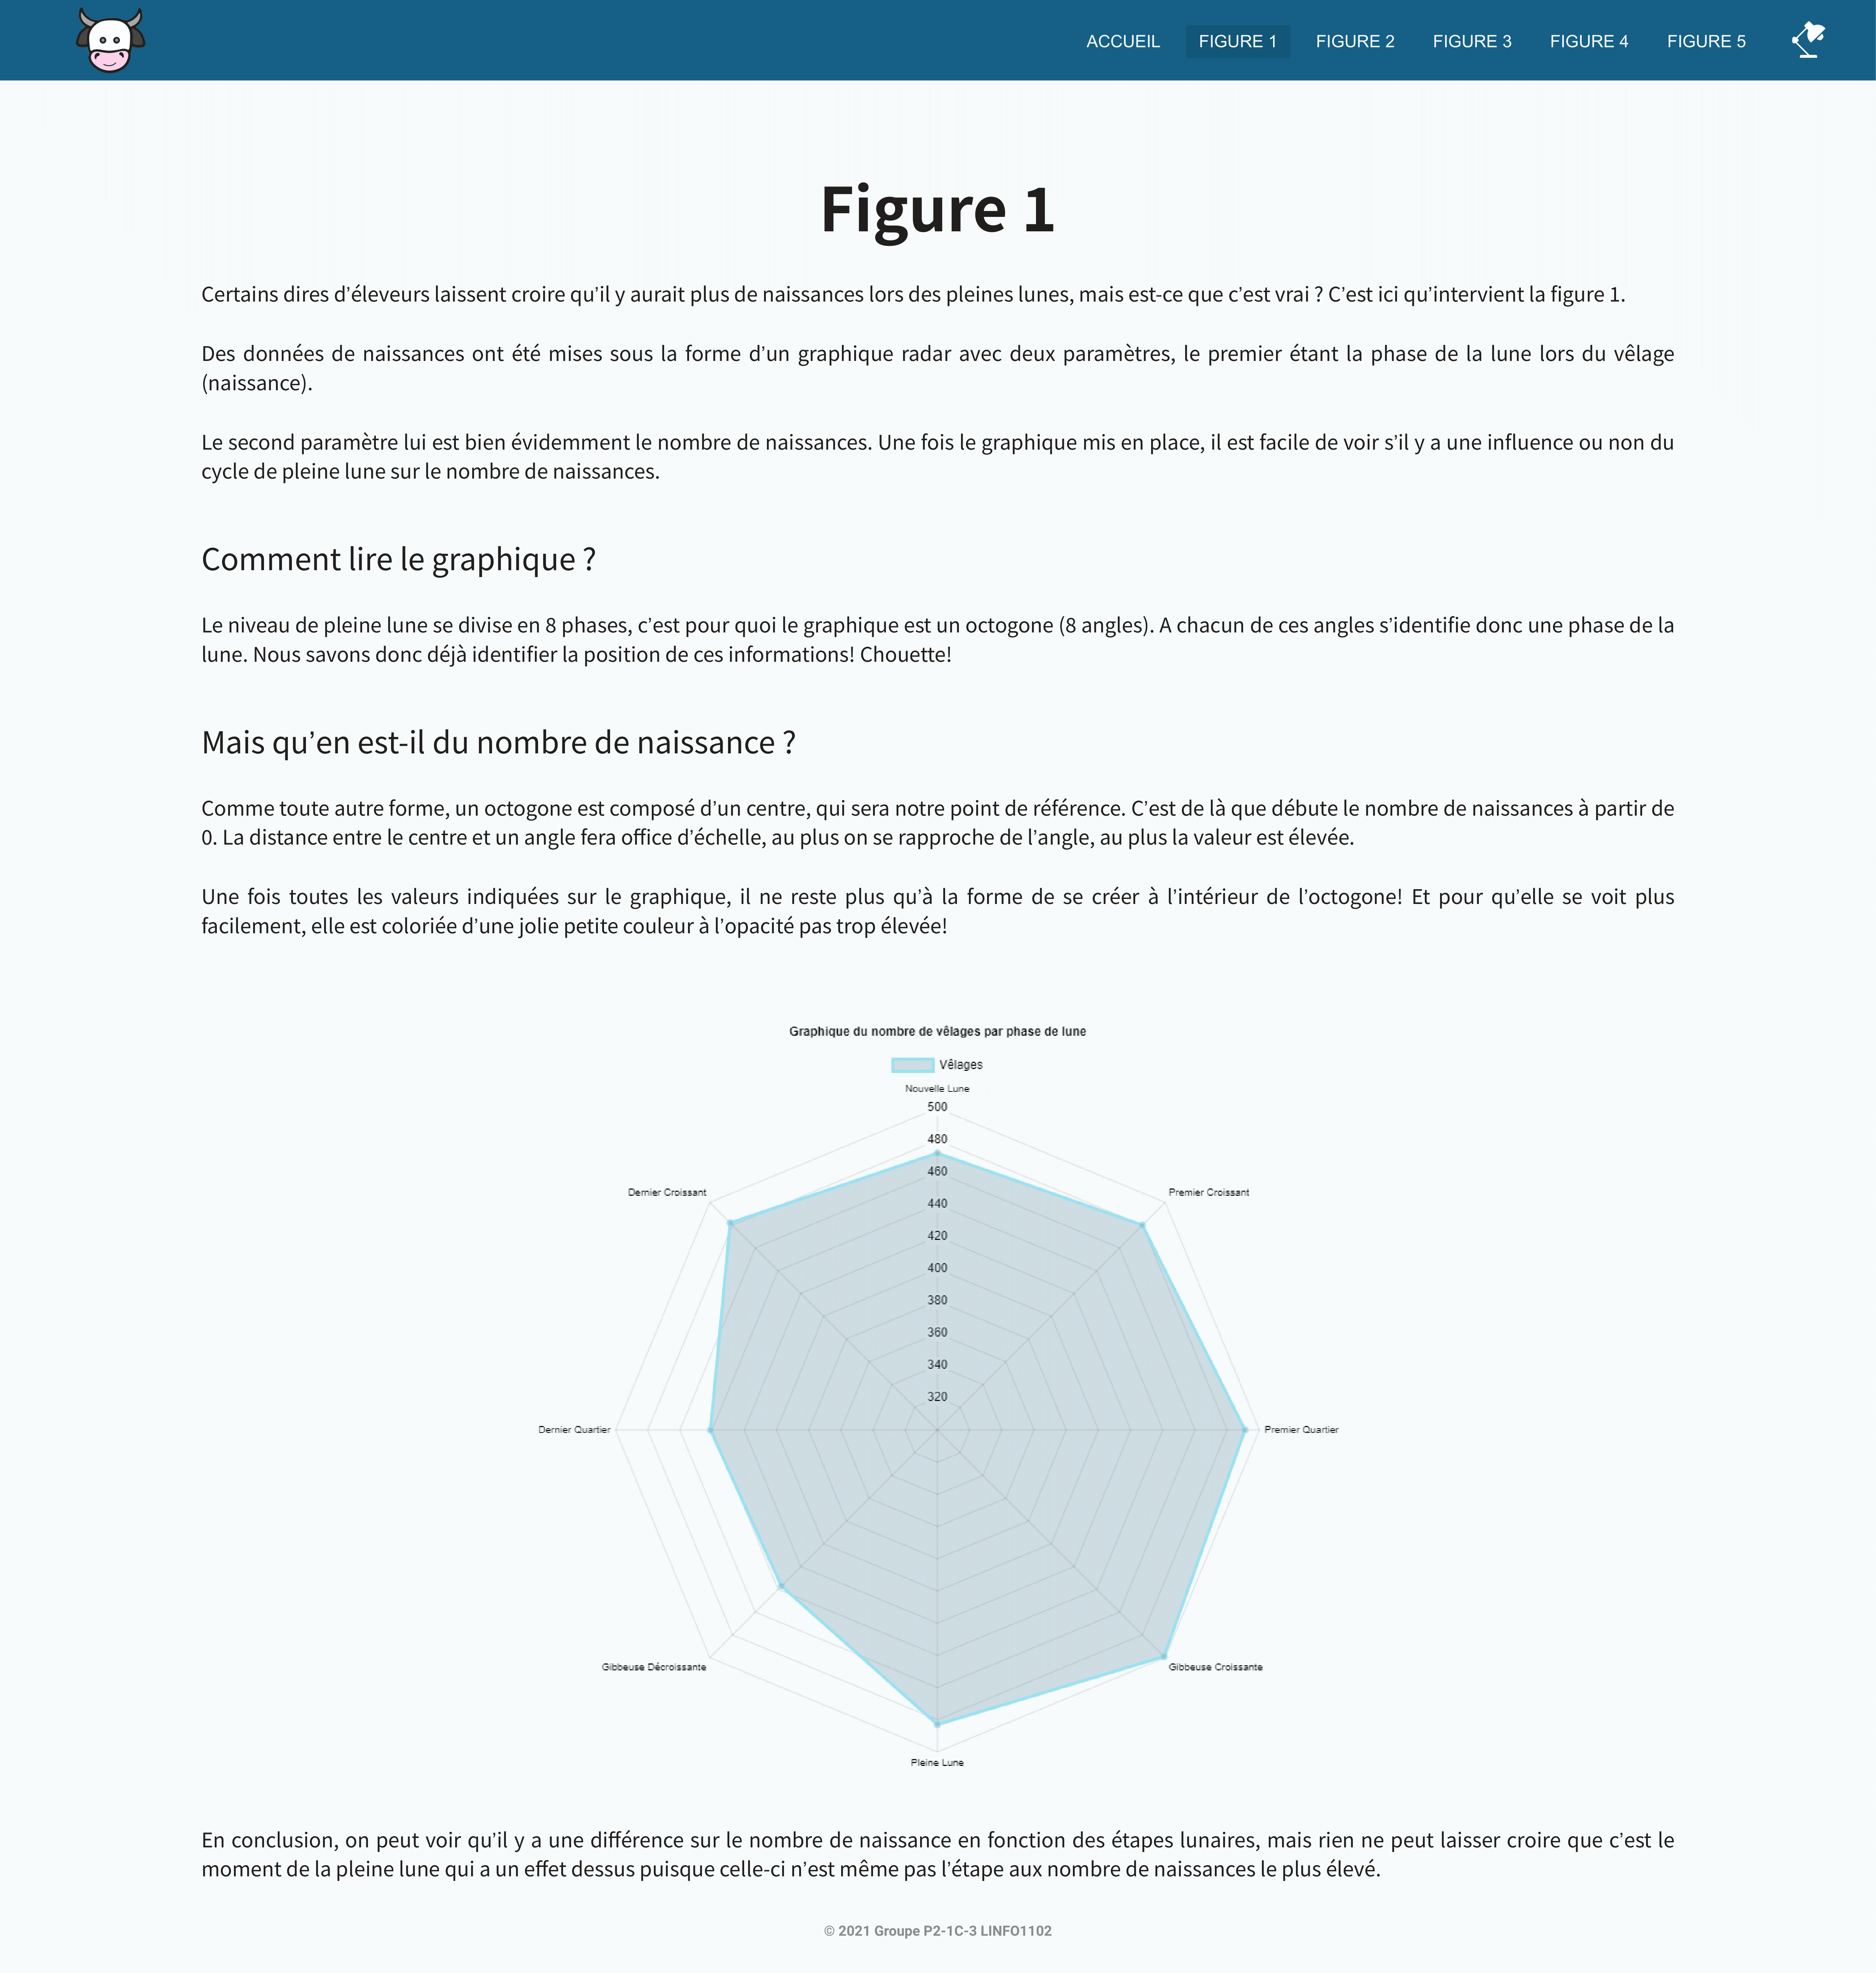 ACCUEIL FIGURE 1 FIGURE 2 FIGURE 3 FIGURE 4 FIGURE 5
Figure 1
Certains dires d'éleveurs laissent croire qu'il y aurait plus de naissances lors des pleines lunes, mais est-ce que c'est vrai ? C'est ici qu'intervient la figure 1.
Des données de naissances ont été mises sous la forme d'un graphique radar avec deux paramètres, le premier étant la phase de la lune lors du vêlage
(naissance).
Le second paramètre lui est bien évidemment le nombre de naissances. Une fois le graphique mis en place, il est facile de voir s'il y a une influence ou non du
cycle de pleine lune sur le nombre de naissances.
Comment lire le graphique ?
Le niveau de pleine lune se divise en 8 phases, c'est pour quoi le graphique est un octogone (8 angles). A chacun de ces angles s'identifie donc une phase de la
lune. Nous savons donc déjà identifier la position de ces informations! Chouette!
Mais qu'en est-il du nombre de naissance ?
Comme toute autre forme, un octogone est composé d'un centre, qui sera notre point de référence. C'est de là que débute le nombre de naissances à partir de
0. La distance entre le centre et un angle fera office d'échelle, au plus on se rapproche de l'angle, au plus la valeur est élevée.
Une fois toutes les valeurs indiquées sur le graphique, il ne reste plus qu'à la forme de se créer à l'intérieur de l'octogone! Et pour qu'elle se voit plus
facilement, elle est coloriée d'une jolie petite couleur à l'opacité pas trop élevée!
Graphique du nombre de vêlages par phase de lune
Vêlages
Nouvelle Lune
500
480
460
Dernier Croissant
Premier Croissant
440
420
400
380
360
340
320
Dernier Quartier
Premier Quartier
Gibbeuse Décroissante
Gibbeuse Croissante
Pleine Lune
En conclusion, on peut voir qu'il y a une différence sur le nombre de naissance en fonction des étapes lunaires, mais rien ne peut laisser croire que c'est le
moment de la pleine lune qui a un effet dessus puisque celle-ci n'est même pas l'étape aux nombre de naissances le plus élevé.
© 2021 Groupe P2-1C-3 LINFO1102